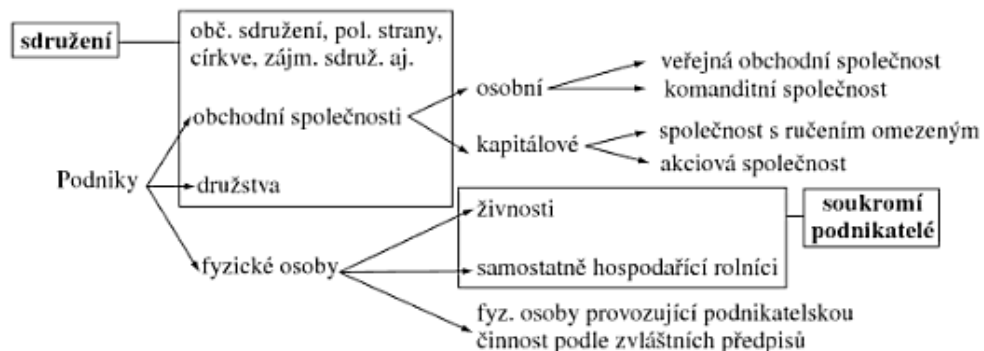 sdružení
obč. sdružení, pol. strany,
církve, zájm. sdruž. aj.
obchodní společnosti
osobní
veřejná obchodní společnost
komanditní společnost
kapitálové
společnost s ručením omezeným
akciová společnost
Podniky
družstva
živnosti
soukromí
podnikatelé
fyzické osoby
samostatně hospodařící rolníci
fyz. osoby provozující podnikatelskou
činnost podle zvláštních předpisů